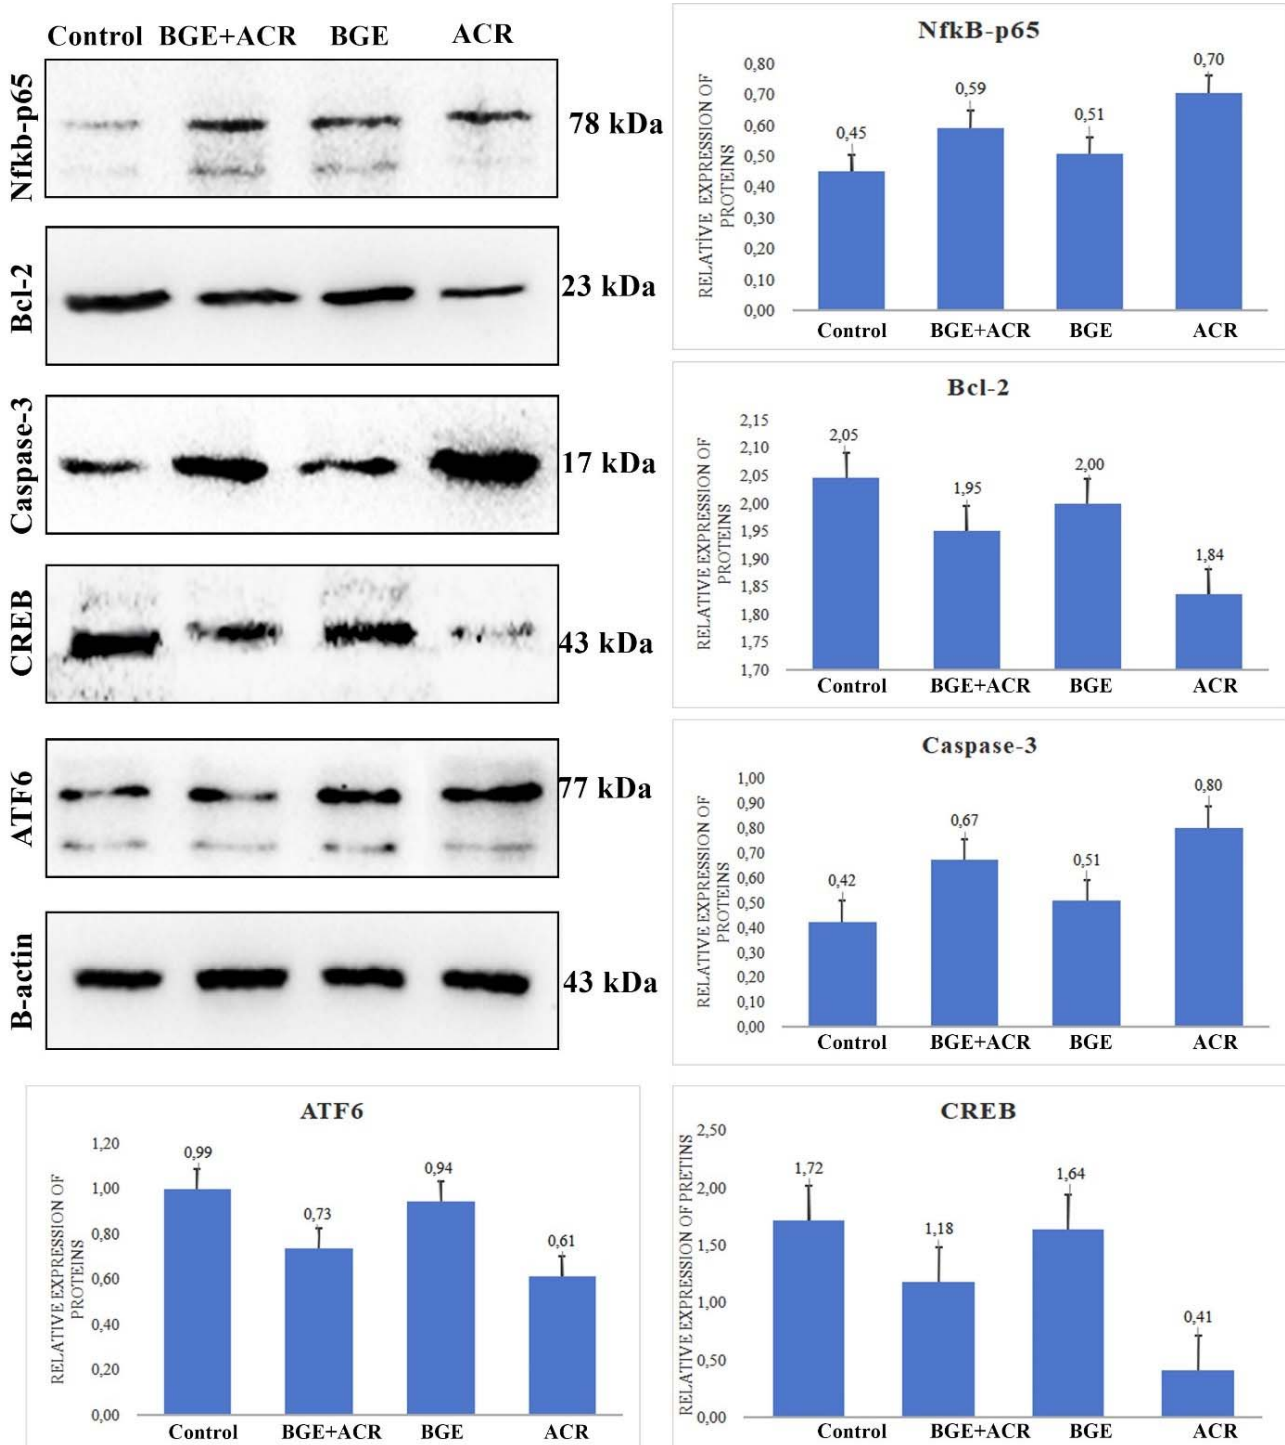 Control BGE+ACR BGE ACR
Nfkb-p65
78 kDa
Bcl-2
23 kDa
Caspase-3
17 kDa
CREB
43 kDa
ATF6
77 kDa
B-actin
43 kDa
NfkB-p65
RELATİVE EXPRESSION OF
PROTEINS
0,80
0,70
0,60
0,50
0,40
0,30
0,20
0,10
0,00
0,45
0,59
0,51
0,70
Control BGE+ACR BGE ACR
Bcl-2
RELATIVE EXPRESSION OF
PROTEINS
2,15
2,10
2,05
2,00
1,95
1,90
1,85
1,80
1,75
1,70
2,05
1,95
2,00
1,84
Control BGE+ACR BGE ACR
Caspase-3
RELATIVE EXPRESSION OF
PROTEINS
1,00
0,90
0,80
0,70
0,60
0,50
0,40
0,30
0,20
0,10
0,00
0,42
0,67
0,51
0,80
Control BGE+ACR BGE ACR
ATF6
RELATIVE EXPRESSION OF
PROTEINS
1,20
1,00
0,80
0,60
0,40
0,20
0,00
0,99
0,73
0,94
0,61
Control BGE+ACR BGE ACR
CREB
RELATIVE EXPRESSION OF PRETINS
2,50
2,00
1,50
1,00
0,50
0,00
1,72
1,18
1,64
0,41
Control BGE+ACR BGE ACR